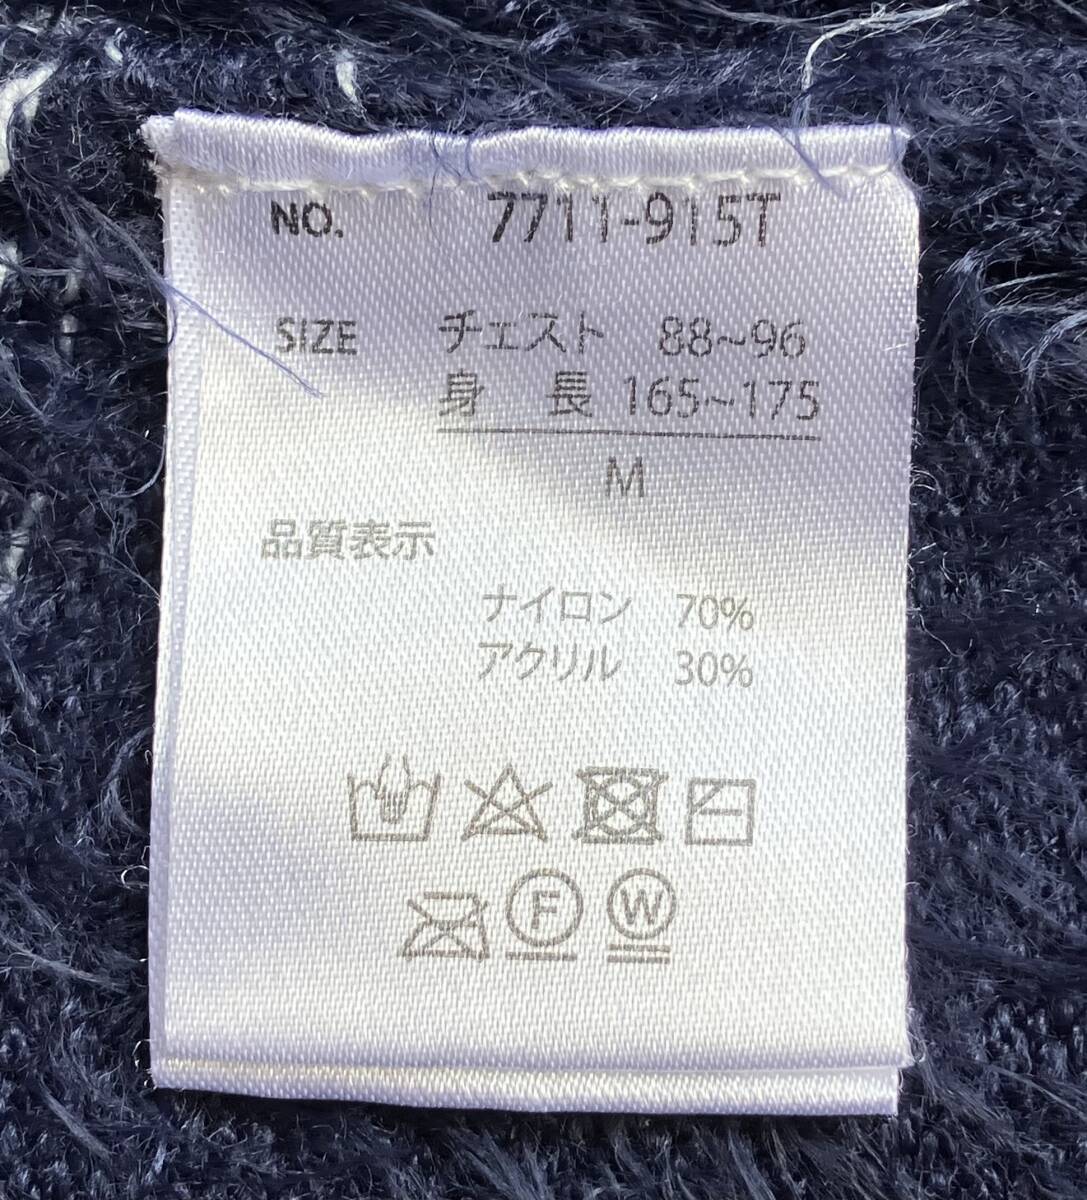 NO. 7711-915T
SIZE チェスト 88~96
身 長 165~175
M
品質表示
ナイロン 70%
アクリル 30%
F W